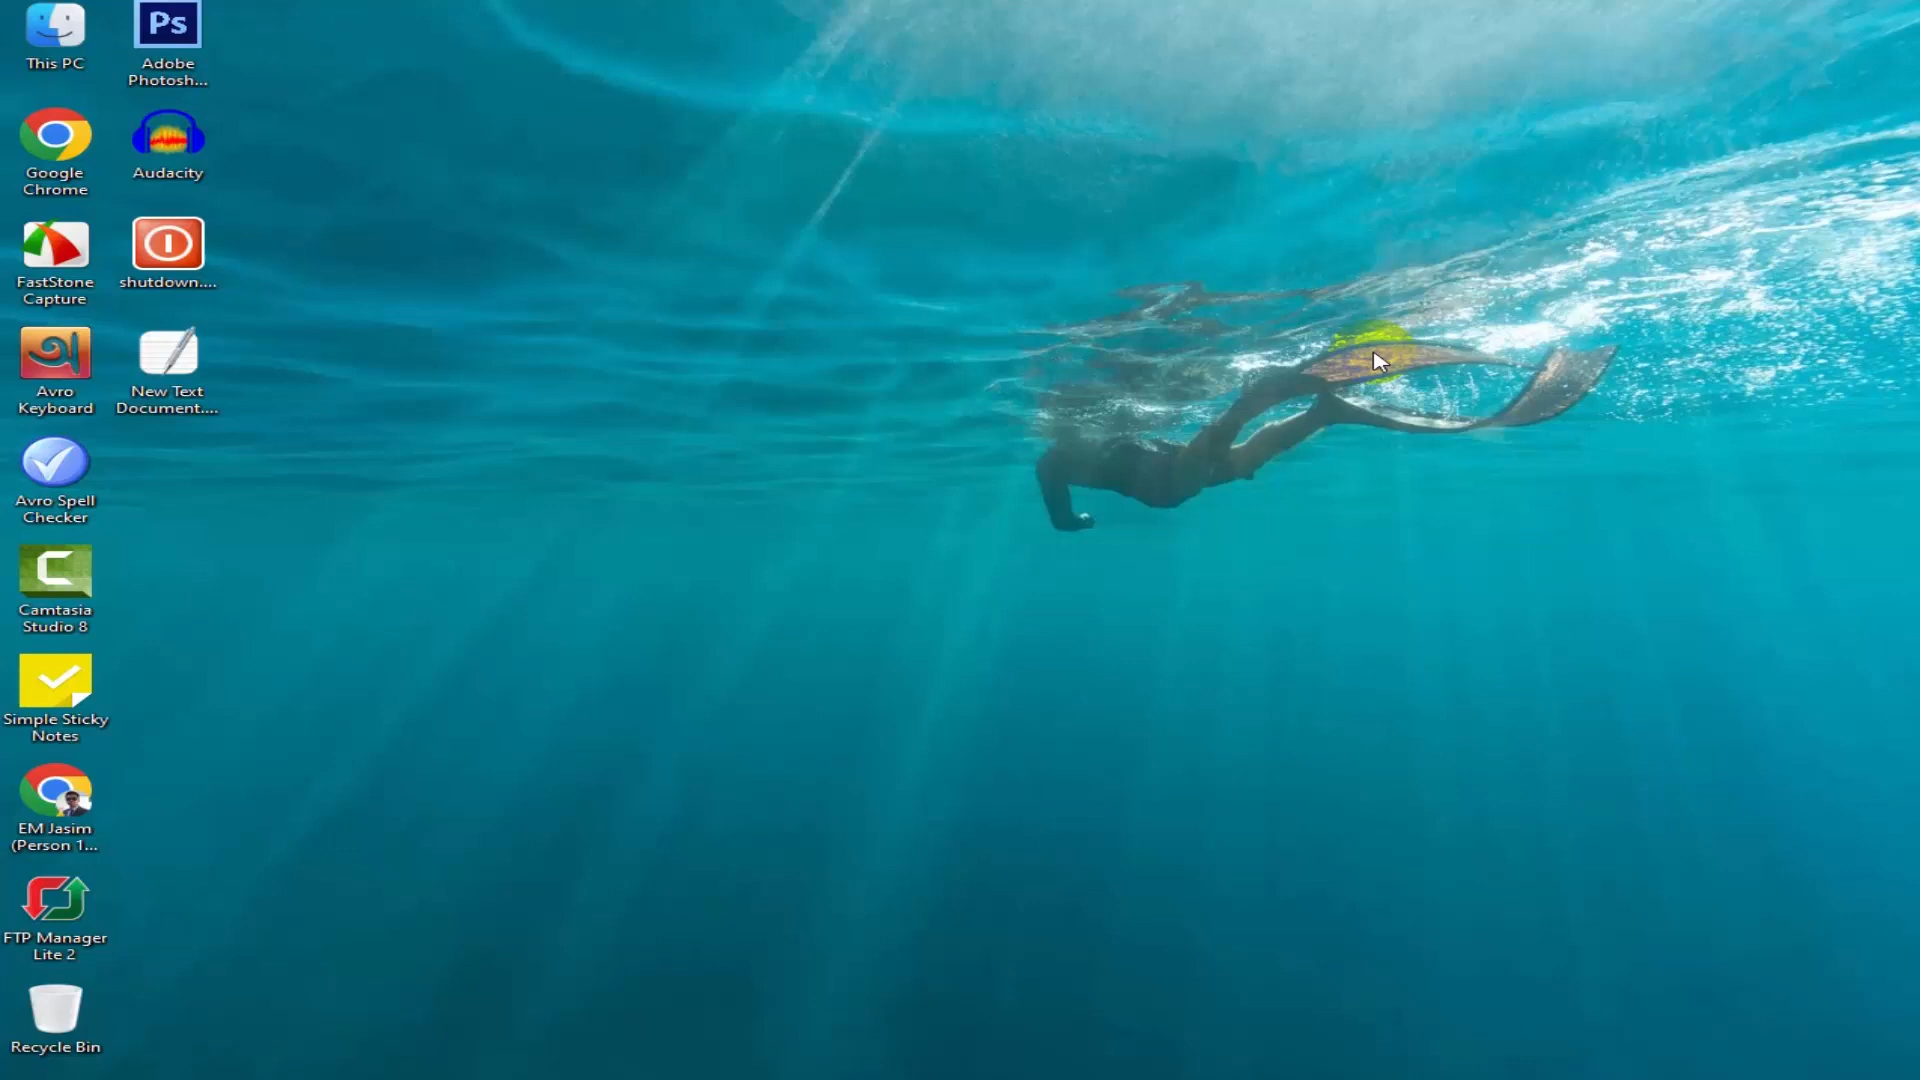 This PC
Ps
Adobe
Photosh...
Google
Chrome
Audacity
FastStone
Capture
shutdown....
অ
Avro
Keyboard
New Text
Document....
Avro Spell
Checker
C
Camtasia
Studio 8
Simple Sticky
Notes
EM Jasim
(Person 1...
FTP Manager
Lite 2
Recycle Bin